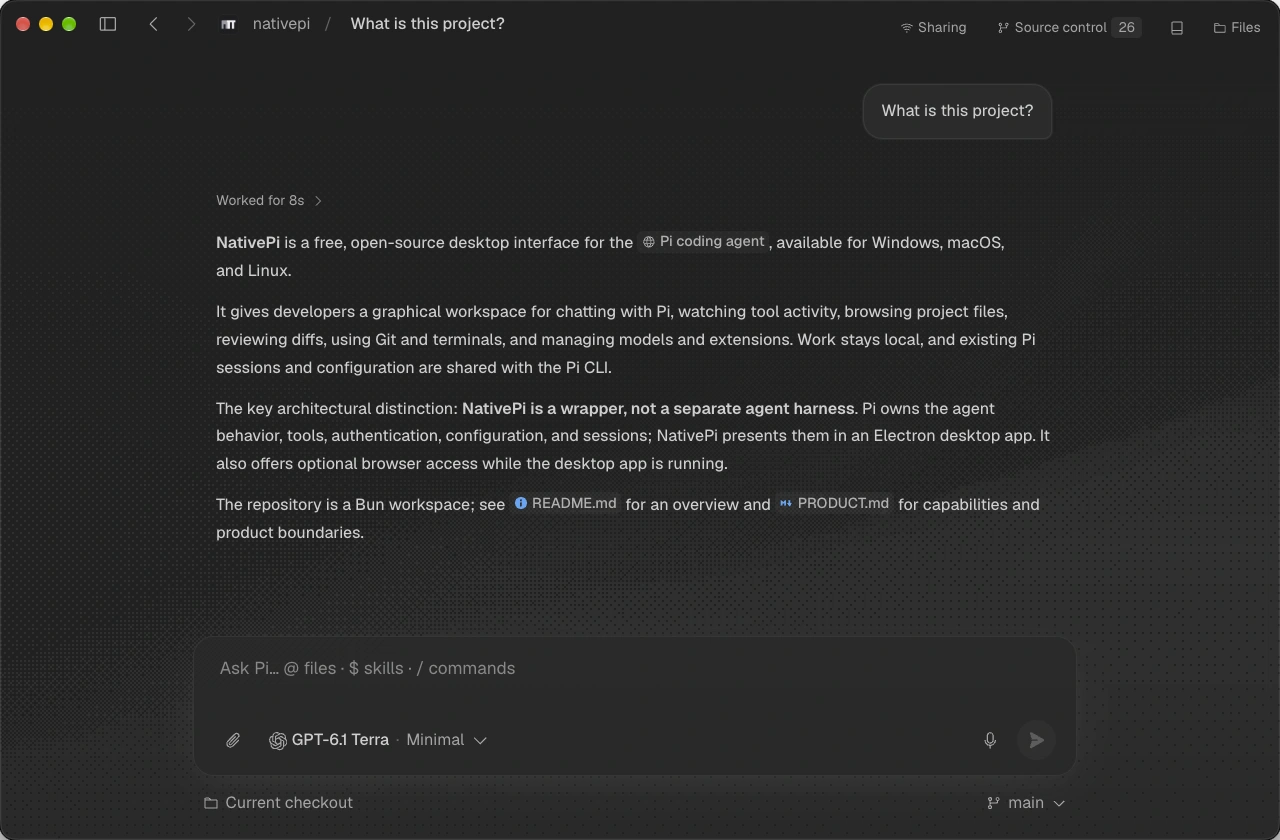 nativepi / What is this project?
Sharing
Source control 26
Files
What is this project?
Worked for 8s
NativePi is a free, open-source desktop interface for the Pi coding agent, available for Windows, macOS,
and Linux.
It gives developers a graphical workspace for chatting with Pi, watching tool activity, browsing project files,
reviewing diffs, using Git and terminals, and managing models and extensions. Work stays local, and existing Pi
sessions and configuration are shared with the Pi CLI.
The key architectural distinction: NativePi is a wrapper, not a separate agent harness. Pi owns the agent
behavior, tools, authentication, configuration, and sessions; NativePi presents them in an Electron desktop app. It
also offers optional browser access while the desktop app is running.
The repository is a Bun workspace; see README.md for an overview and PRODUCT.md for capabilities and
product boundaries.
Ask Pi... @ files · $ skills · / commands
GPT-6.1 Terra · Minimal
Current checkout
main